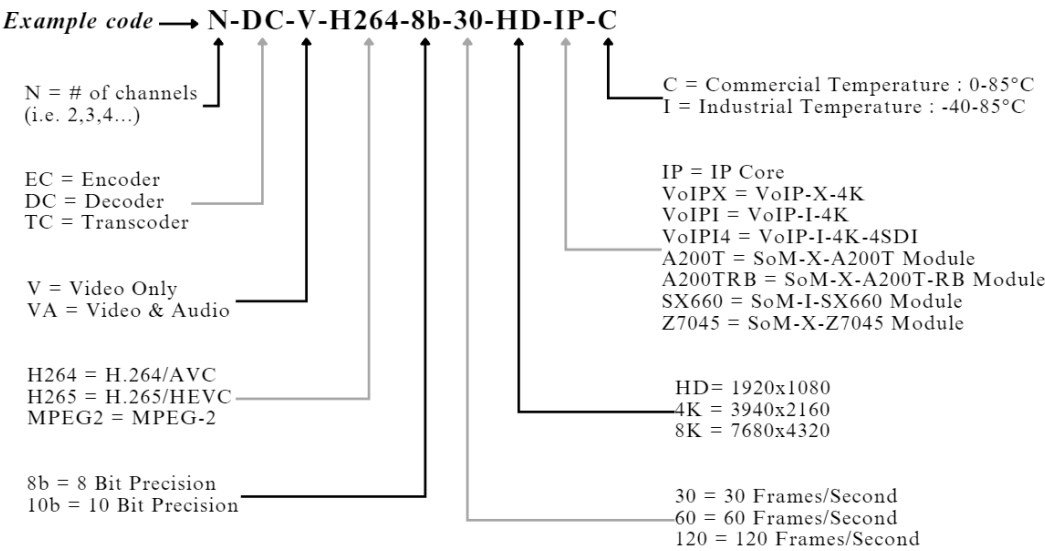 Example code N-DC-V-H264-8b-30-HD-IP-C
N = # of channels
(i.e. 2,3,4...)
EC = Encoder
DC = Decoder
TC = Transcoder
V = Video Only
VA = Video & Audio
H264 = H.264/AVC
H265 = H.265/HEVC
MPEG2 = MPEG-2
8b = 8 Bit Precision
10b = 10 Bit Precision
C = Commercial Temperature : 0-85°C
I = Industrial Temperature : -40-85°C
IP = IP Core
VoIPX = VoIP-X-4K
VoIPI = VoIP-I-4K
VoIPI4 = VoIP-I-4K-4SDI
A200T = SoM-X-A200T Module
A200TRB = SoM-X-A200T-RB Module
SX660 = SoM-I-SX660 Module
Z7045 = SoM-X-Z7045 Module
HD= 1920x1080
4K = 3940x2160
8K = 7680x4320
30 = 30 Frames/Second
60 = 60 Frames/Second
120 = 120 Frames/Second